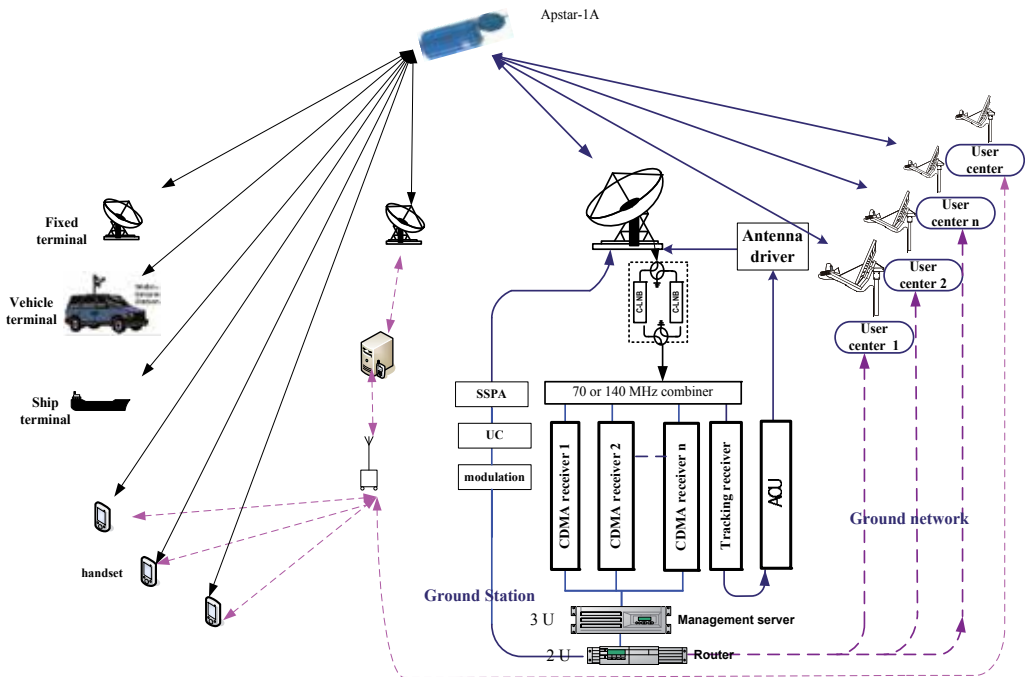 Apstar-1A
User
center
User
center n
User
center 2
User
center 1
Fixed
terminal
Vehicle
terminal
Ship
terminal
handset
Antenna
driver
C-LNB
C-LNB
70 or 140 MHz combiner
SSPA
UC
modulation
CDMA receiver 1
CDMA receiver 2
CDMA receiver n
Tracking receiver
ACU
Ground network
Ground Station
3 U
Management server
2 U
Router